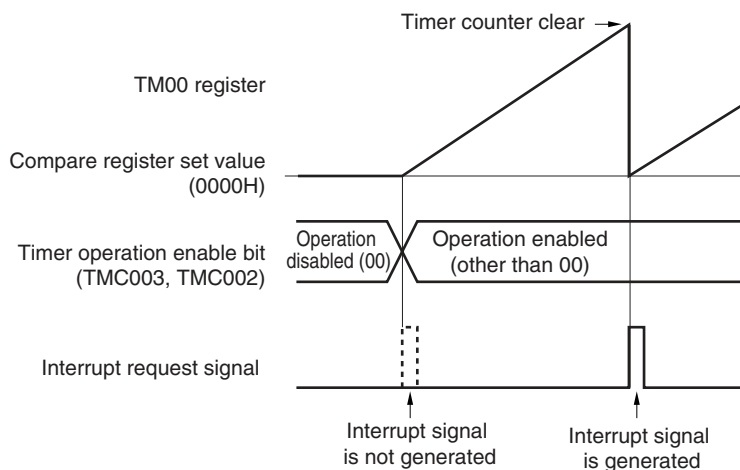 Timer counter clear
TM00 register
Compare register set value
(0000H)
Timer operation enable bit
(TMC003, TMC002)
Operation
disabled (00)
Operation enabled
(other than 00)
Interrupt request signal
Interrupt signal
is not generated
Interrupt signal
is generated